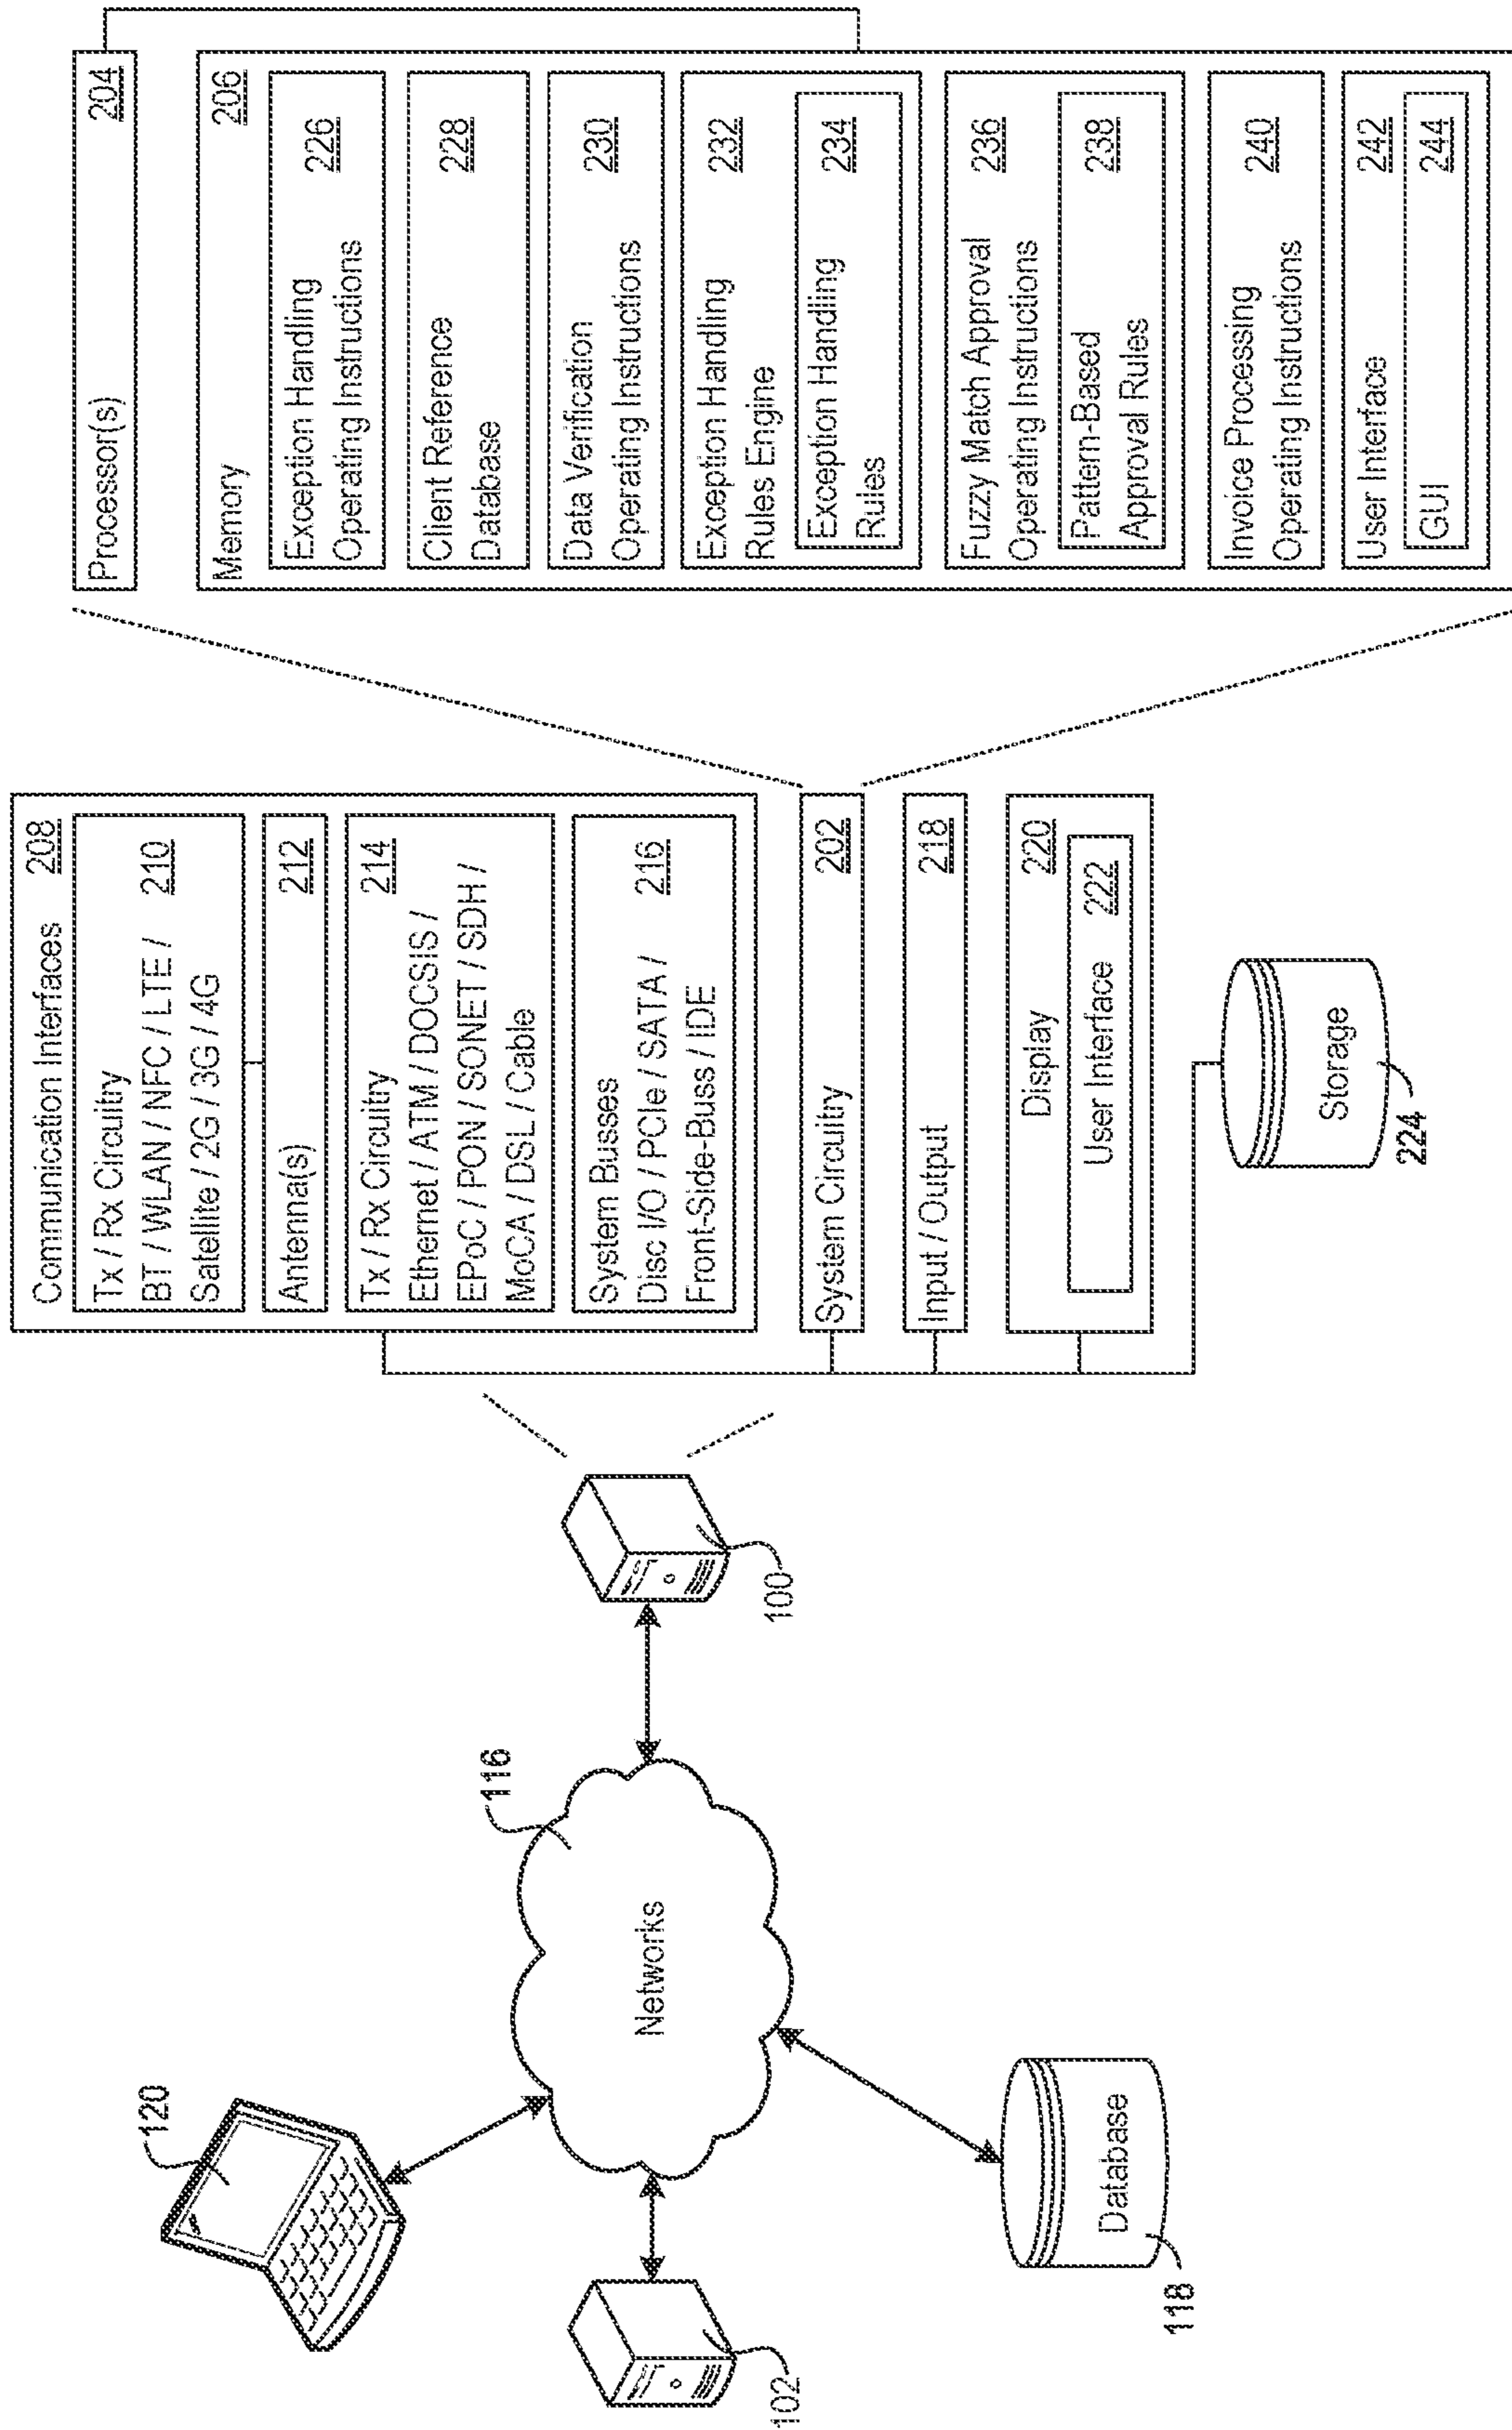 120
102
Networks
116
Database
118
100
Communication Interfaces 208
Tx / Rx Circuitry
BT / WLAN / NFC / LTE / 210
Satellite / 2G / 3G / 4G
Antenna(s) 212
Tx / Rx Circuitry 214
Ethernet / ATM / DOCSIS /
EPoC / PON / SONET / SDH /
MoCA / DSL / Cable
System Busses
Disc I/O / PCIe / SATA / 216
Front-Side-Buss / IDE
System Circuitry 202
Input / Output 218
Display 220
User Interface 222
Storage
224
Processor(s) 204
Memory 206
Exception Handling
Operating Instructions 226
Client Reference
Database 228
Data Verification
Operating Instructions 230
Exception Handling 232
Rules Engine
Exception Handling
Rules 234
Fuzzy Match Approval 236
Operating Instructions
Pattern-Based 238
Approval Rules
Invoice Processing 240
Operating Instructions
User Interface 242
GUI 244